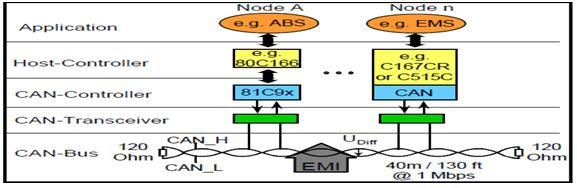 Node A
Node n
Application
e.g. ABS
e.g. EMS
Host-Controller
e.g.
80C166
e.g.
C167CR
or C515C
CAN-Controller
81C9x
CAN
CAN-Transceiver
CAN-Bus
120
Ohm
CAN_H
CAN_L
EMI
UDiff
40m / 130 ft
@ 1 Mbps
120
Ohm